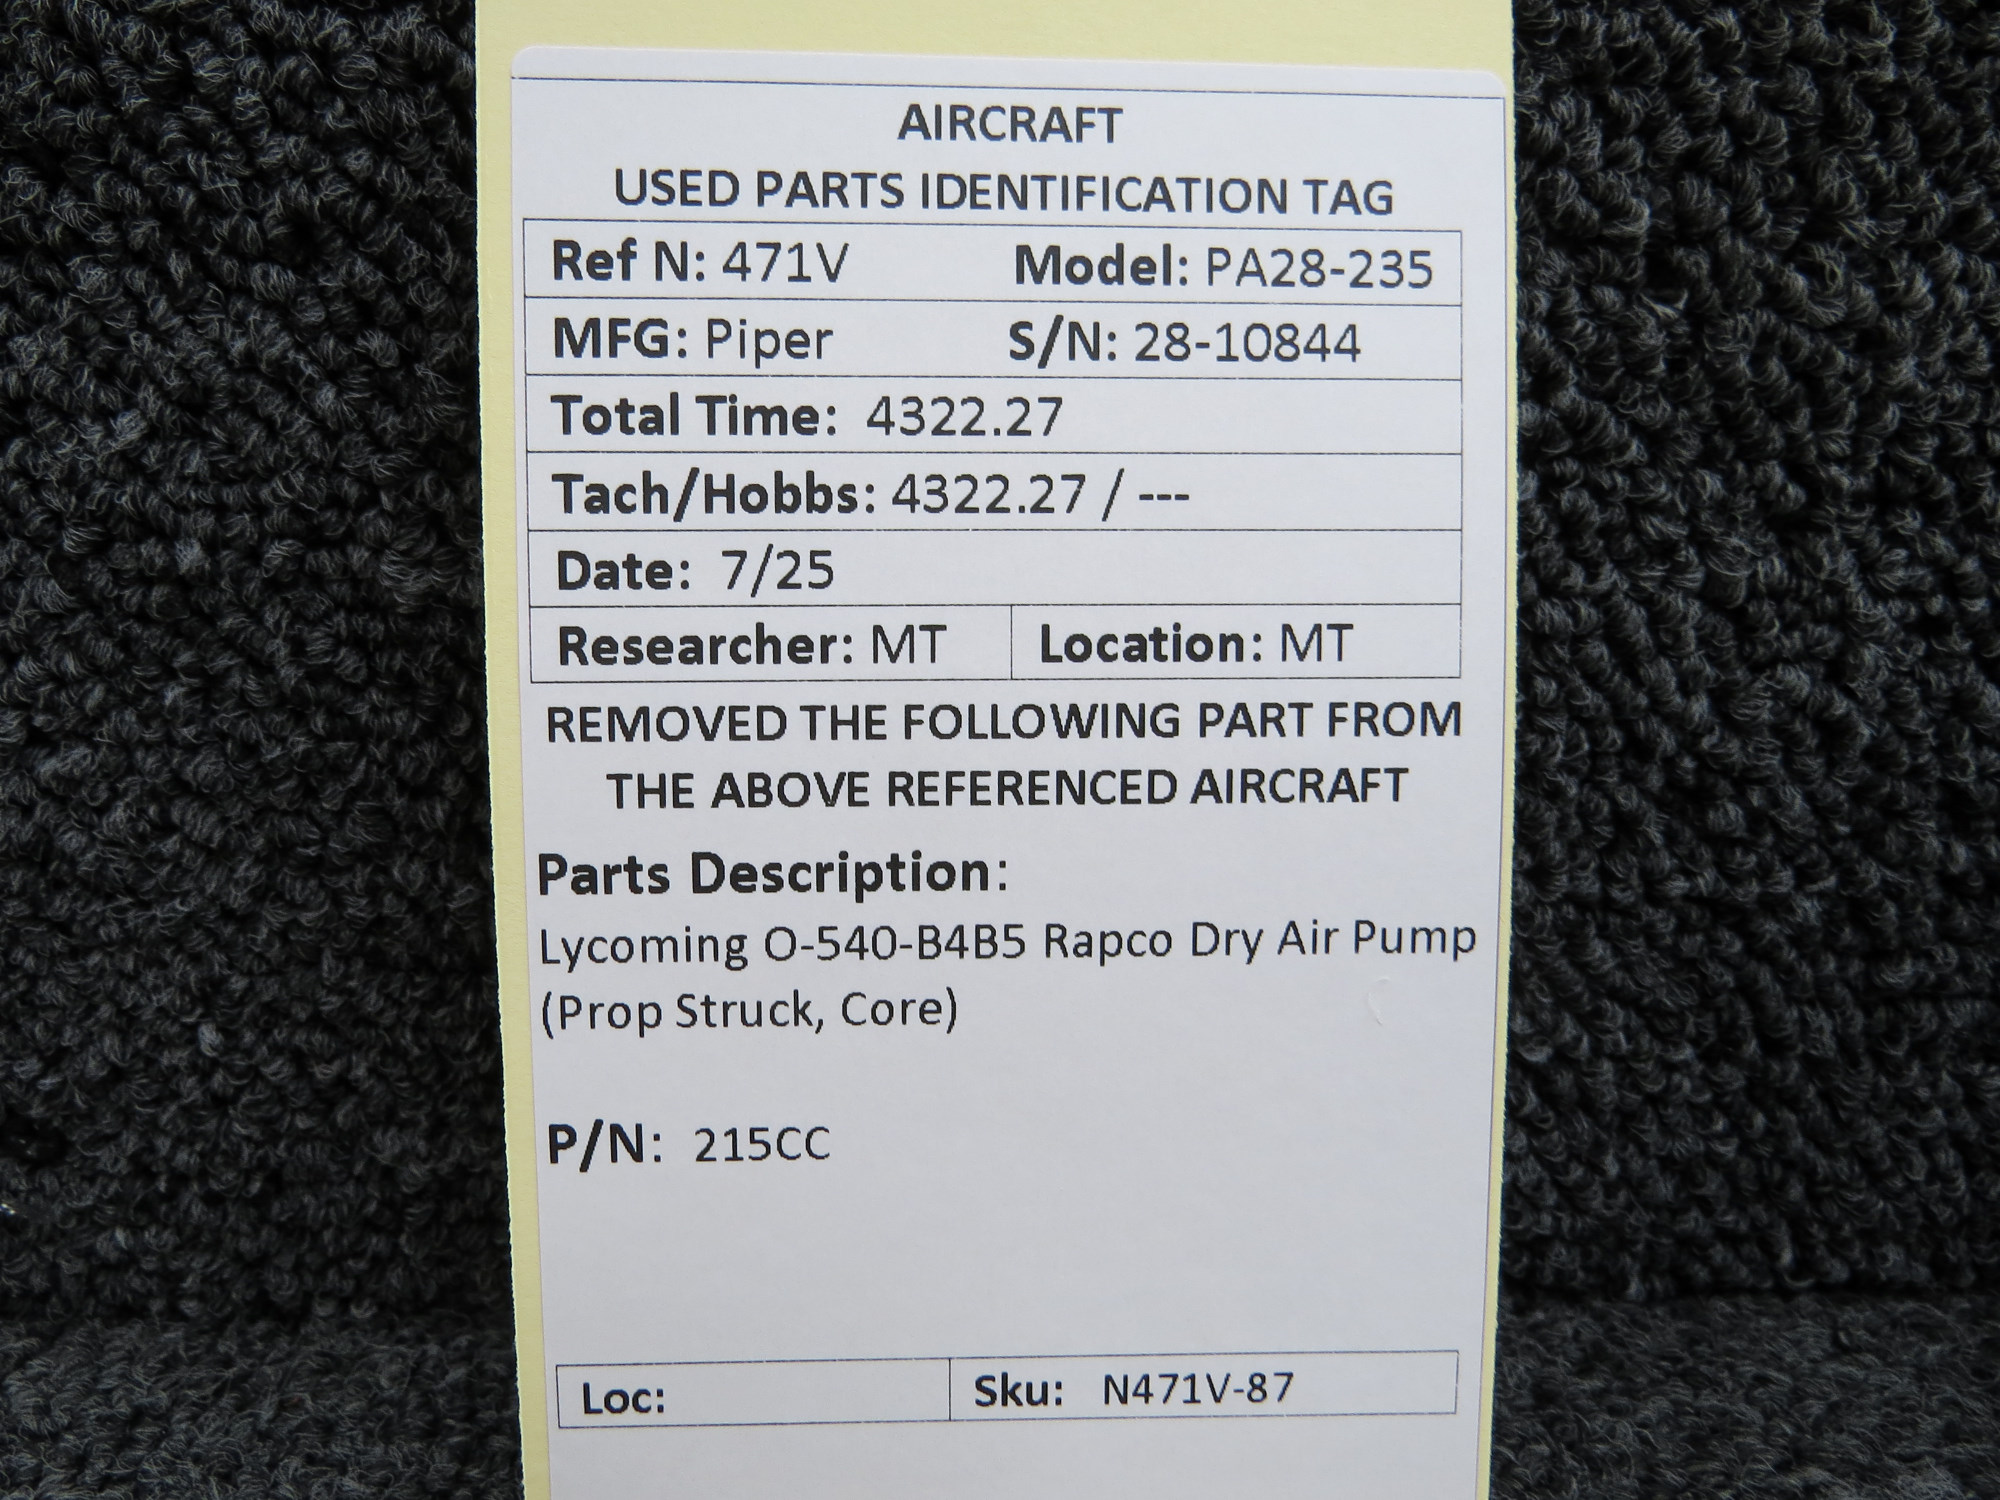 AIRCRAFT
USED PARTS IDENTIFICATION TAG
Ref N: 471V Model: PA28-235
MFG: Piper S/N: 28-10844
Total Time: 4322.27
Tach/Hobbs: 4322.27 / ---
Date: 7/25
Researcher: MT Location: MT
REMOVED THE FOLLOWING PART FROM
THE ABOVE REFERENCED AIRCRAFT
Parts Description:
Lycoming O-540-B4B5 Rapco Dry Air Pump
(Prop Struck, Core)
P/N: 215CC
Loc: Sku: N471V-87